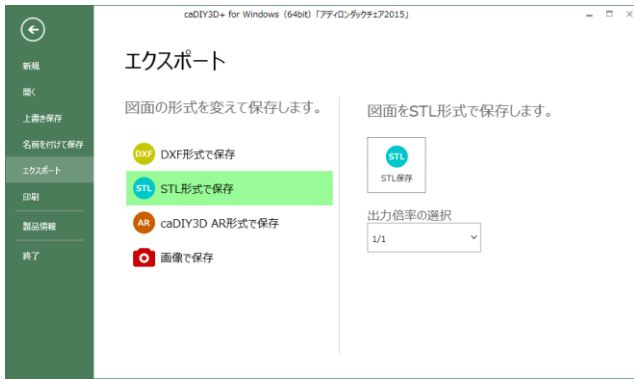 caDIY3D+ for Windows (64bit)「アディロンダックチェア2015」
新規
開く
上書き保存
名前を付けて保存
エクスポート
印刷
製品情報
終了
エクスポート
図面の形式を変えて保存します。
DXF DXF形式で保存
STL STL形式で保存
AR caDIY3D AR形式で保存
画像で保存
図面をSTL形式で保存します。
STL
STL保存
出力倍率の選択
1/1